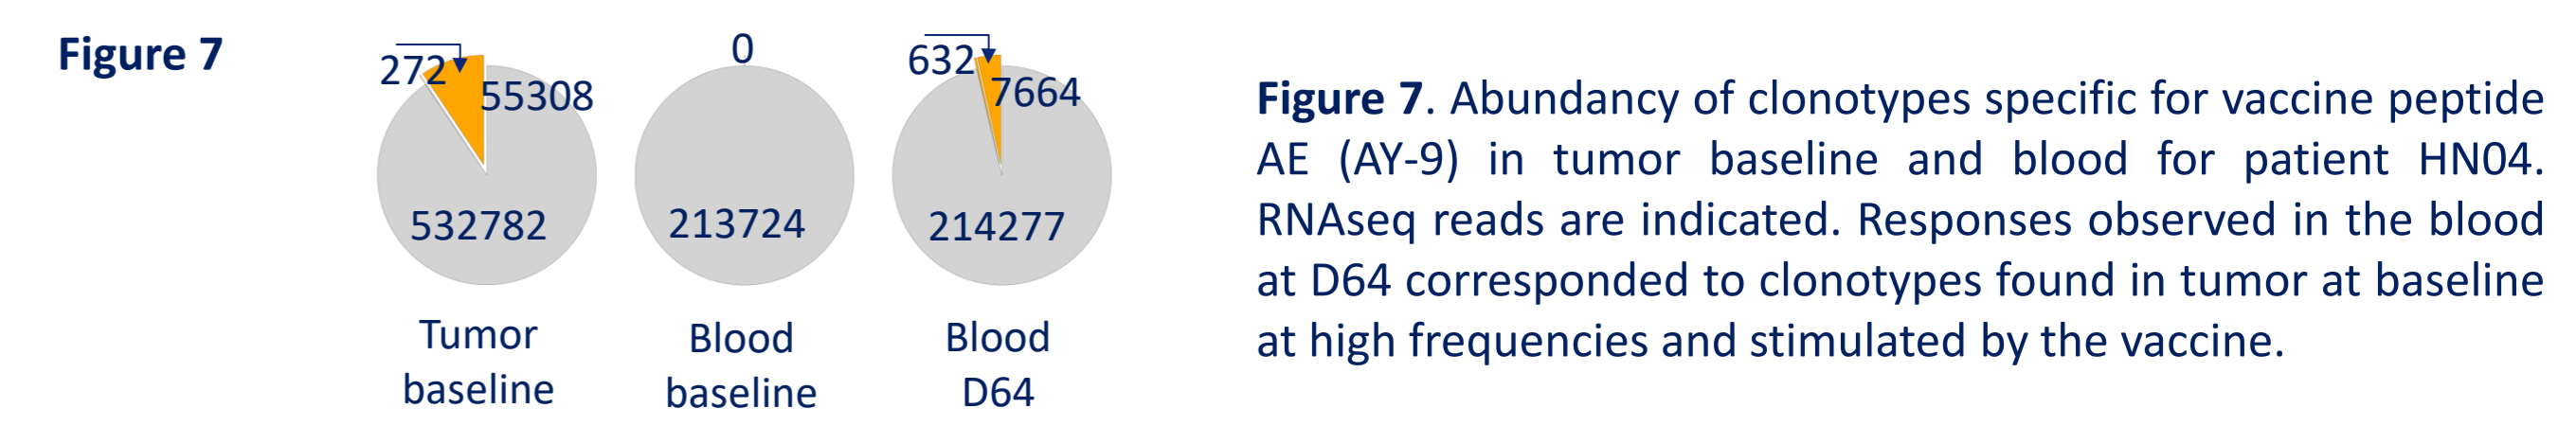 Figure 7
272
55308
532782
Tumor
baseline
0
213724
Blood
baseline
632
7664
214277
Blood
D64
Figure 7. Abundancy of clonotypes specific for vaccine peptide
AE (AY-9) in tumor baseline and blood for patient HN04.
RNAseq reads are indicated. Responses observed in the blood
at D64 corresponded to clonotypes found in tumor at baseline
at high frequencies and stimulated by the vaccine.